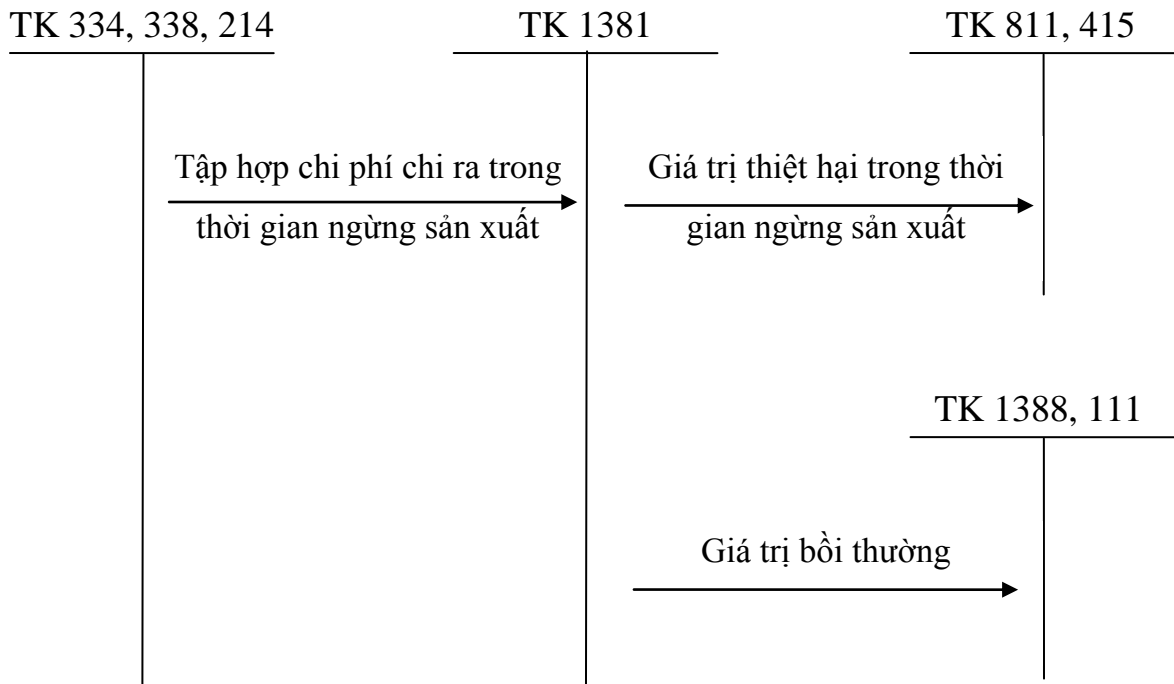 TK 334, 338, 214
TK 1381
TK 811, 415
Tập hợp chi phí chi ra trong
thời gian ngừng sản xuất
Giá trị thiệt hại trong thời
gian ngừng sản xuất
TK 1388, 111
Giá trị bồi thường